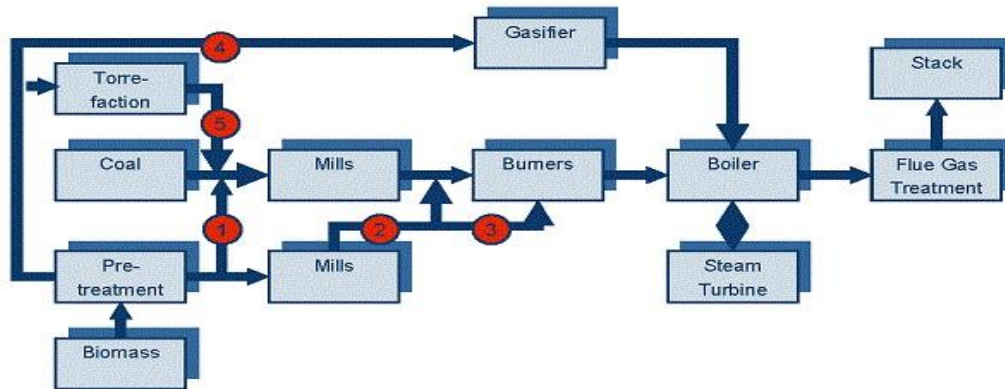 4
Gasifier
Stack
Torre-
faction
5
Coal
Mills
Burners
Boiler
Flue Gas
Treatment
1
2
3
Pre-
treatment
Mills
Steam
Turbine
Biomass